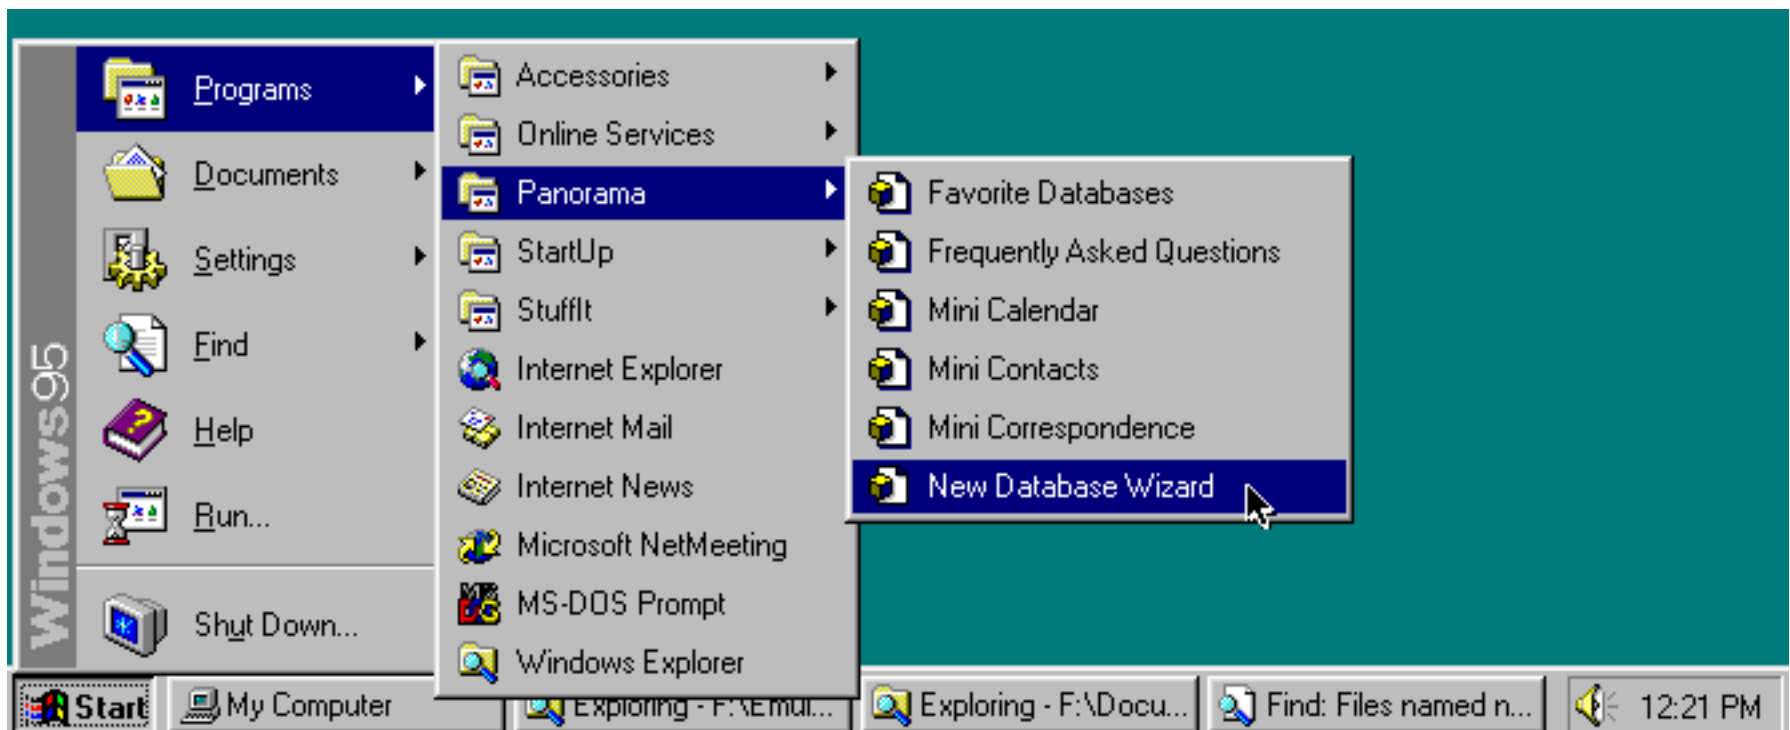 Programs
Documents
Settings
Find
Help
Run...
Shut Down...
Windows95
Accessories
Online Services
Panorama
StartUp
StuffIt
Internet Explorer
Internet Mail
Internet News
Microsoft NetMeeting
MS-DOS Prompt
Windows Explorer
Favorite Databases
Frequently Asked Questions
Mini Calendar
Mini Contacts
Mini Correspondence
New Database Wizard
Start
My Computer
Exploring - F:\Emul...
Exploring - F:\Docu...
Find: Files named n...
12:21 PM